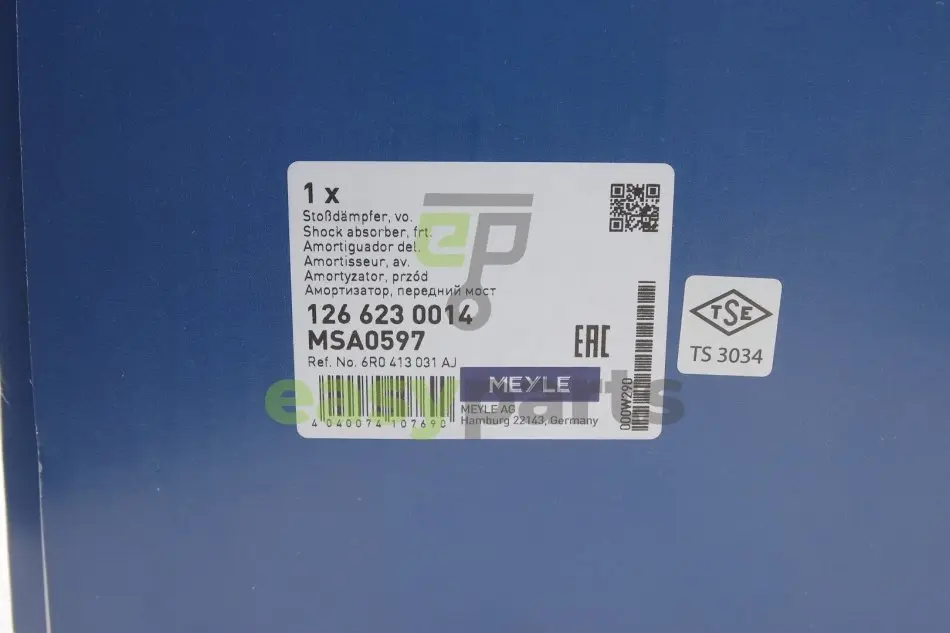 1 x
Stoßdämpfer, vo.
Shock absorber, frt.
Amortiguador del.
Amortisseur, av.
Amortyzator, przód
Амортизатор, передний мост
126 623 0014
MSA0597
Ref. No. 6R0 413 031 AJ
EAC
MEYLE
MEYLE AG
Hamburg 22143, Germany
4 040074 107690
000W290
TSE
TS 3034
ep
easyparts